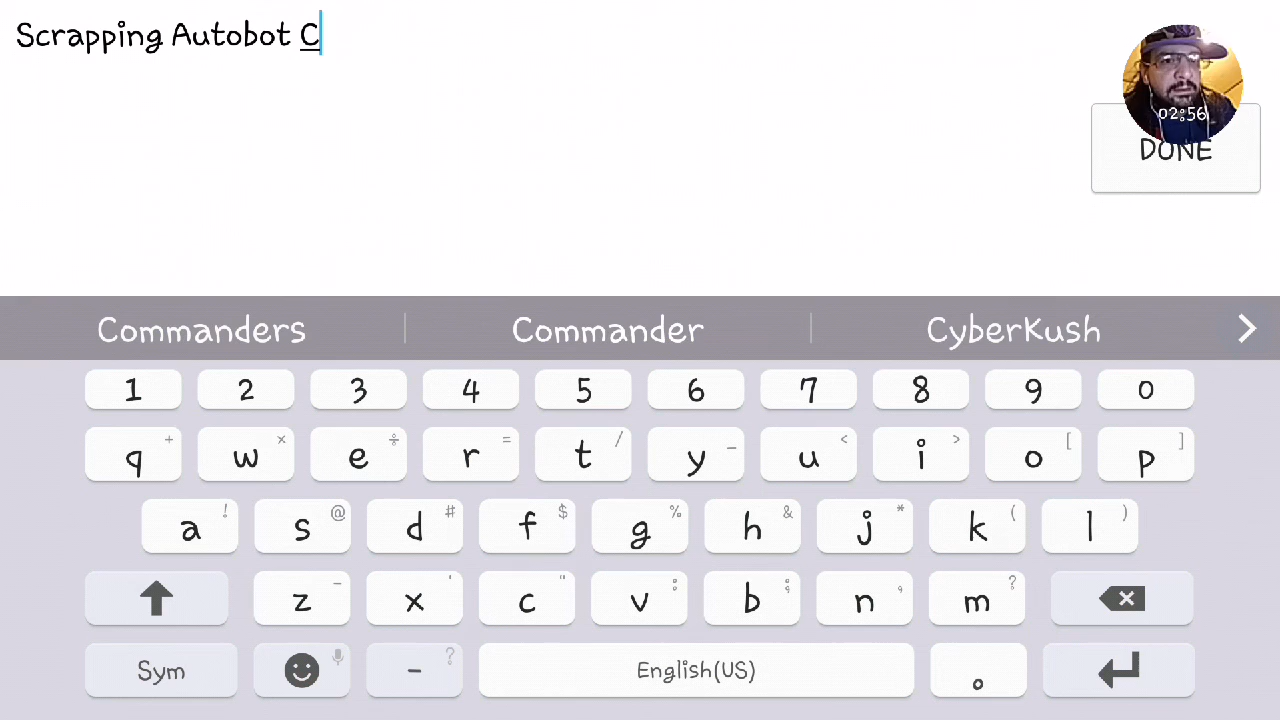 Scrapping Autobot C
02:56
DONE
Commanders Commander CyberKush >
1 2 3 4 5 6 7 8 9 0
q + w × e ÷ r = t / y _ u < i > o [ p ]
a ! s @ d # f $ g % h & j * k ( l )
z - x ' c " v : b ; n , m ?
Sym - ? English(US) .